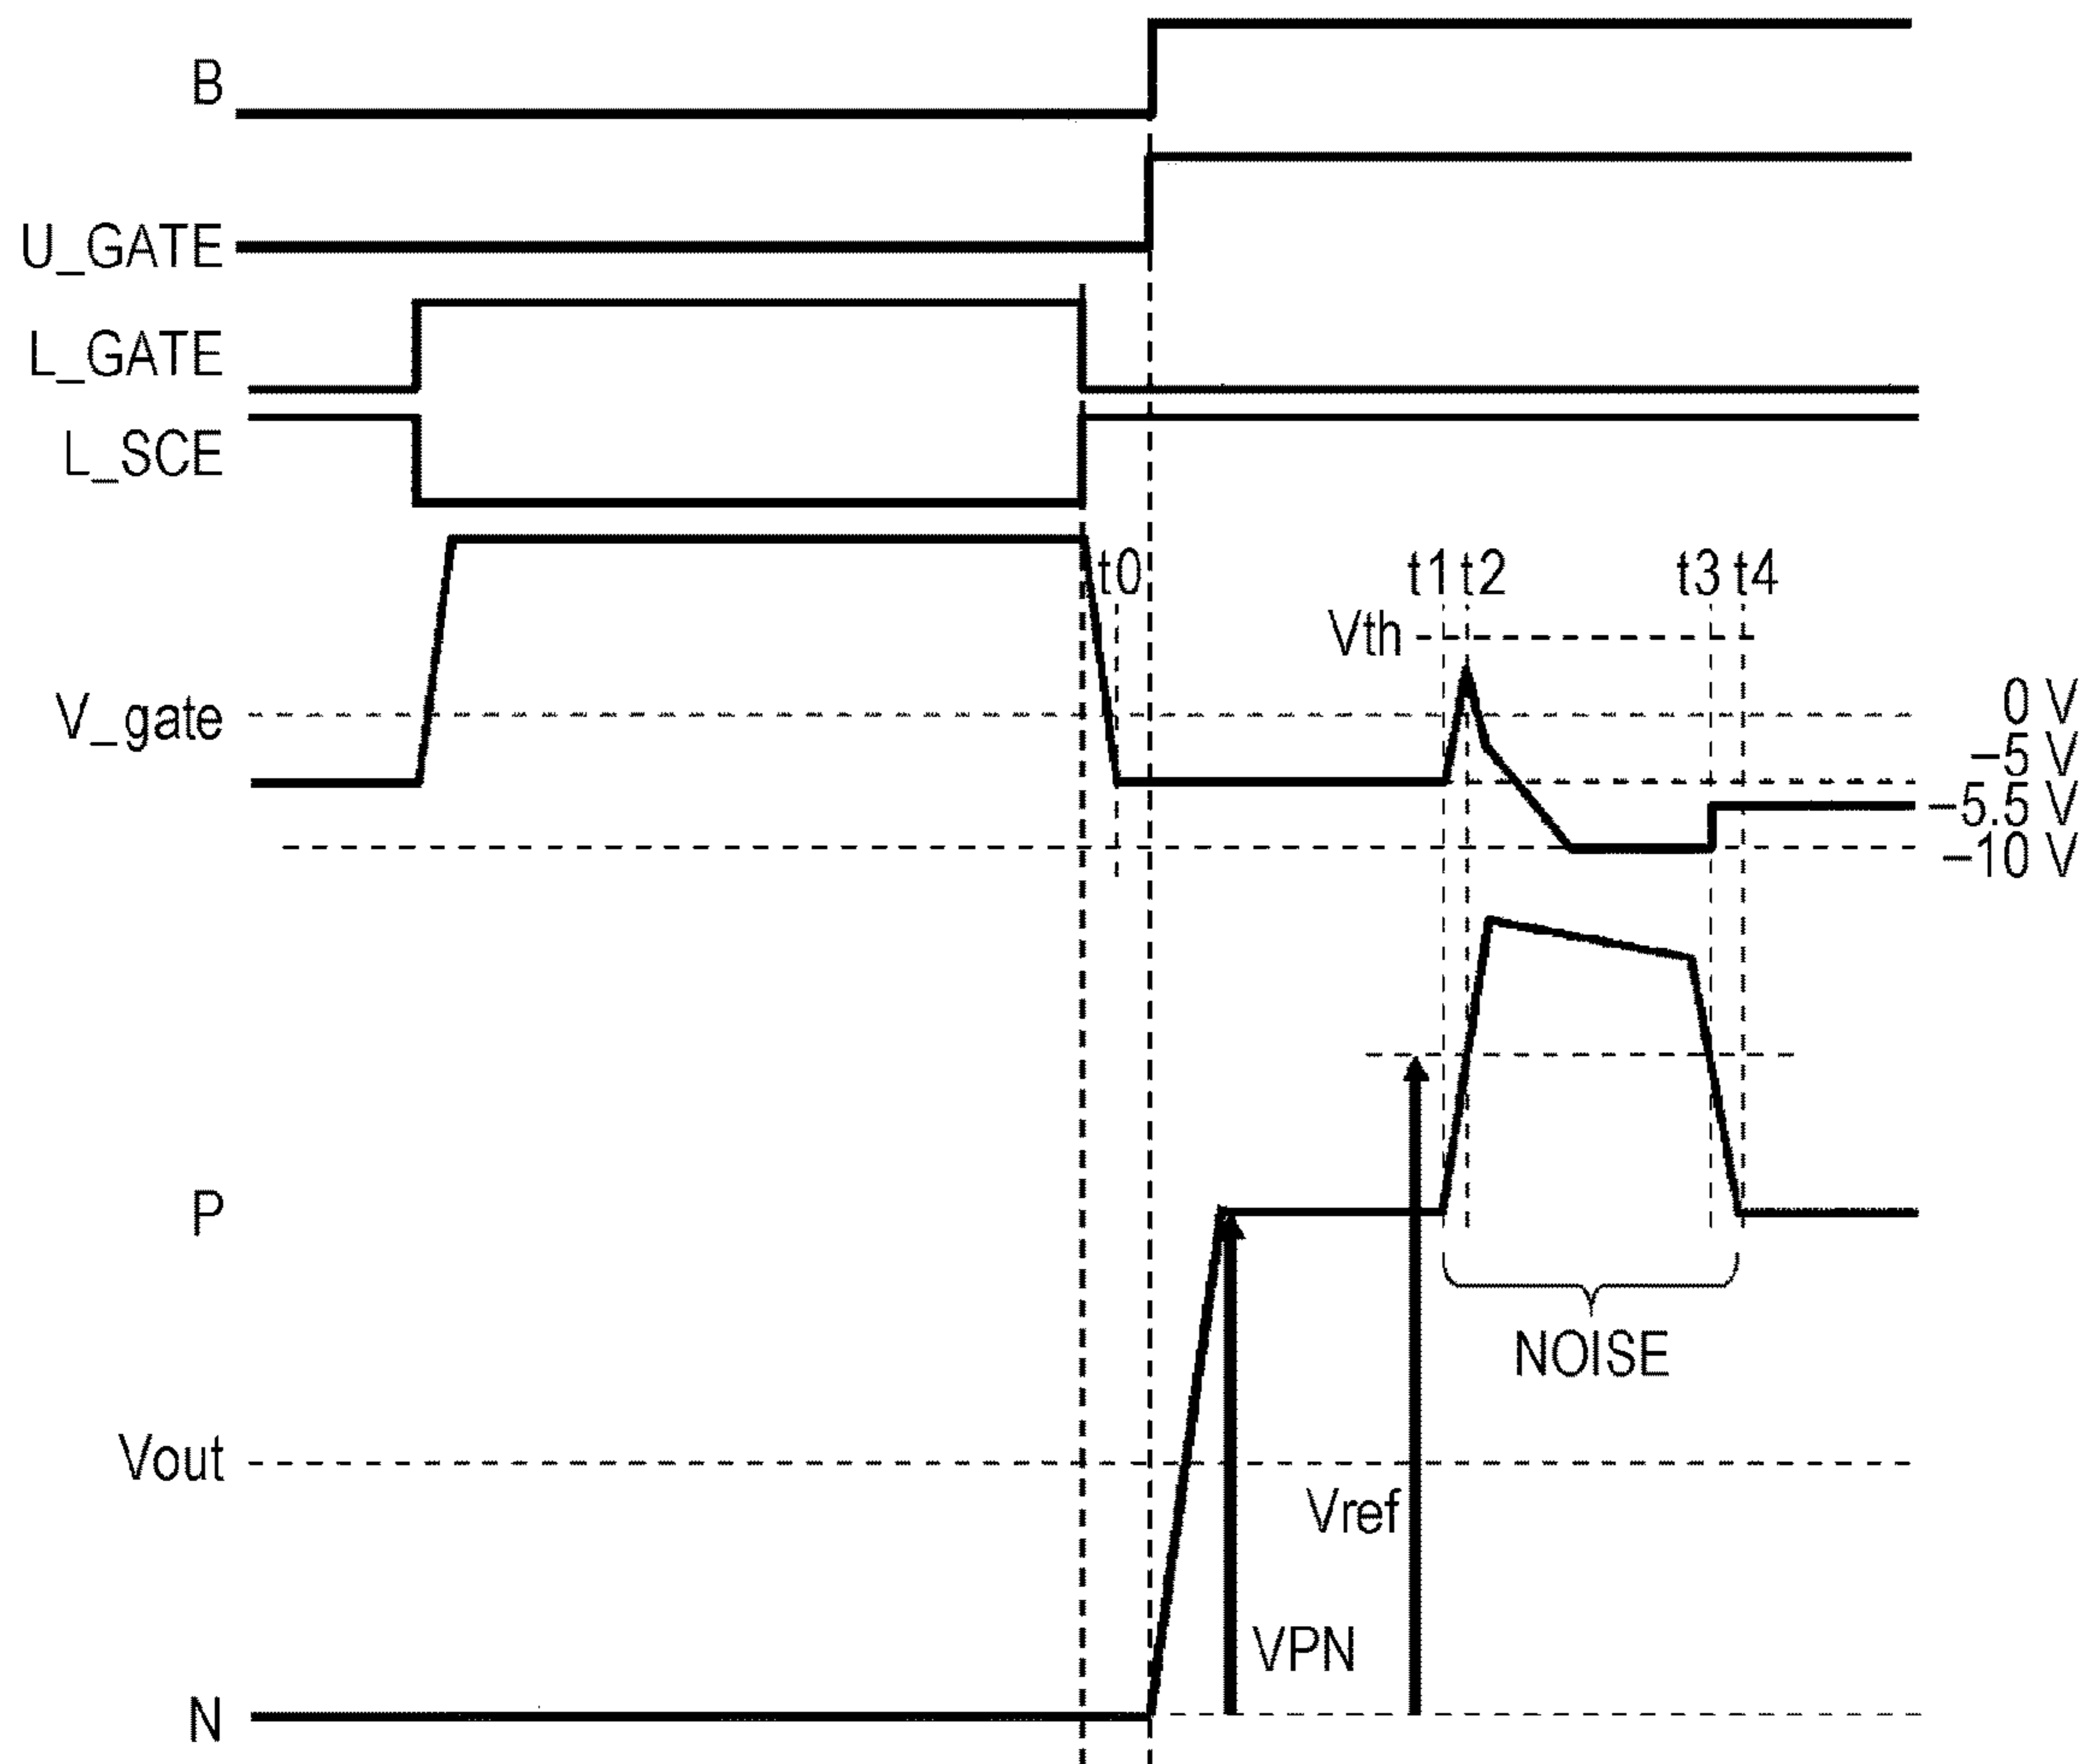 B
U_GATE
L_GATE
L_SCE
t0
t1 t2
t3 t4
Vth
V_gate
0 V
−5 V
−5.5 V
−10 V
P
NOISE
Vout
Vref
VPN
N